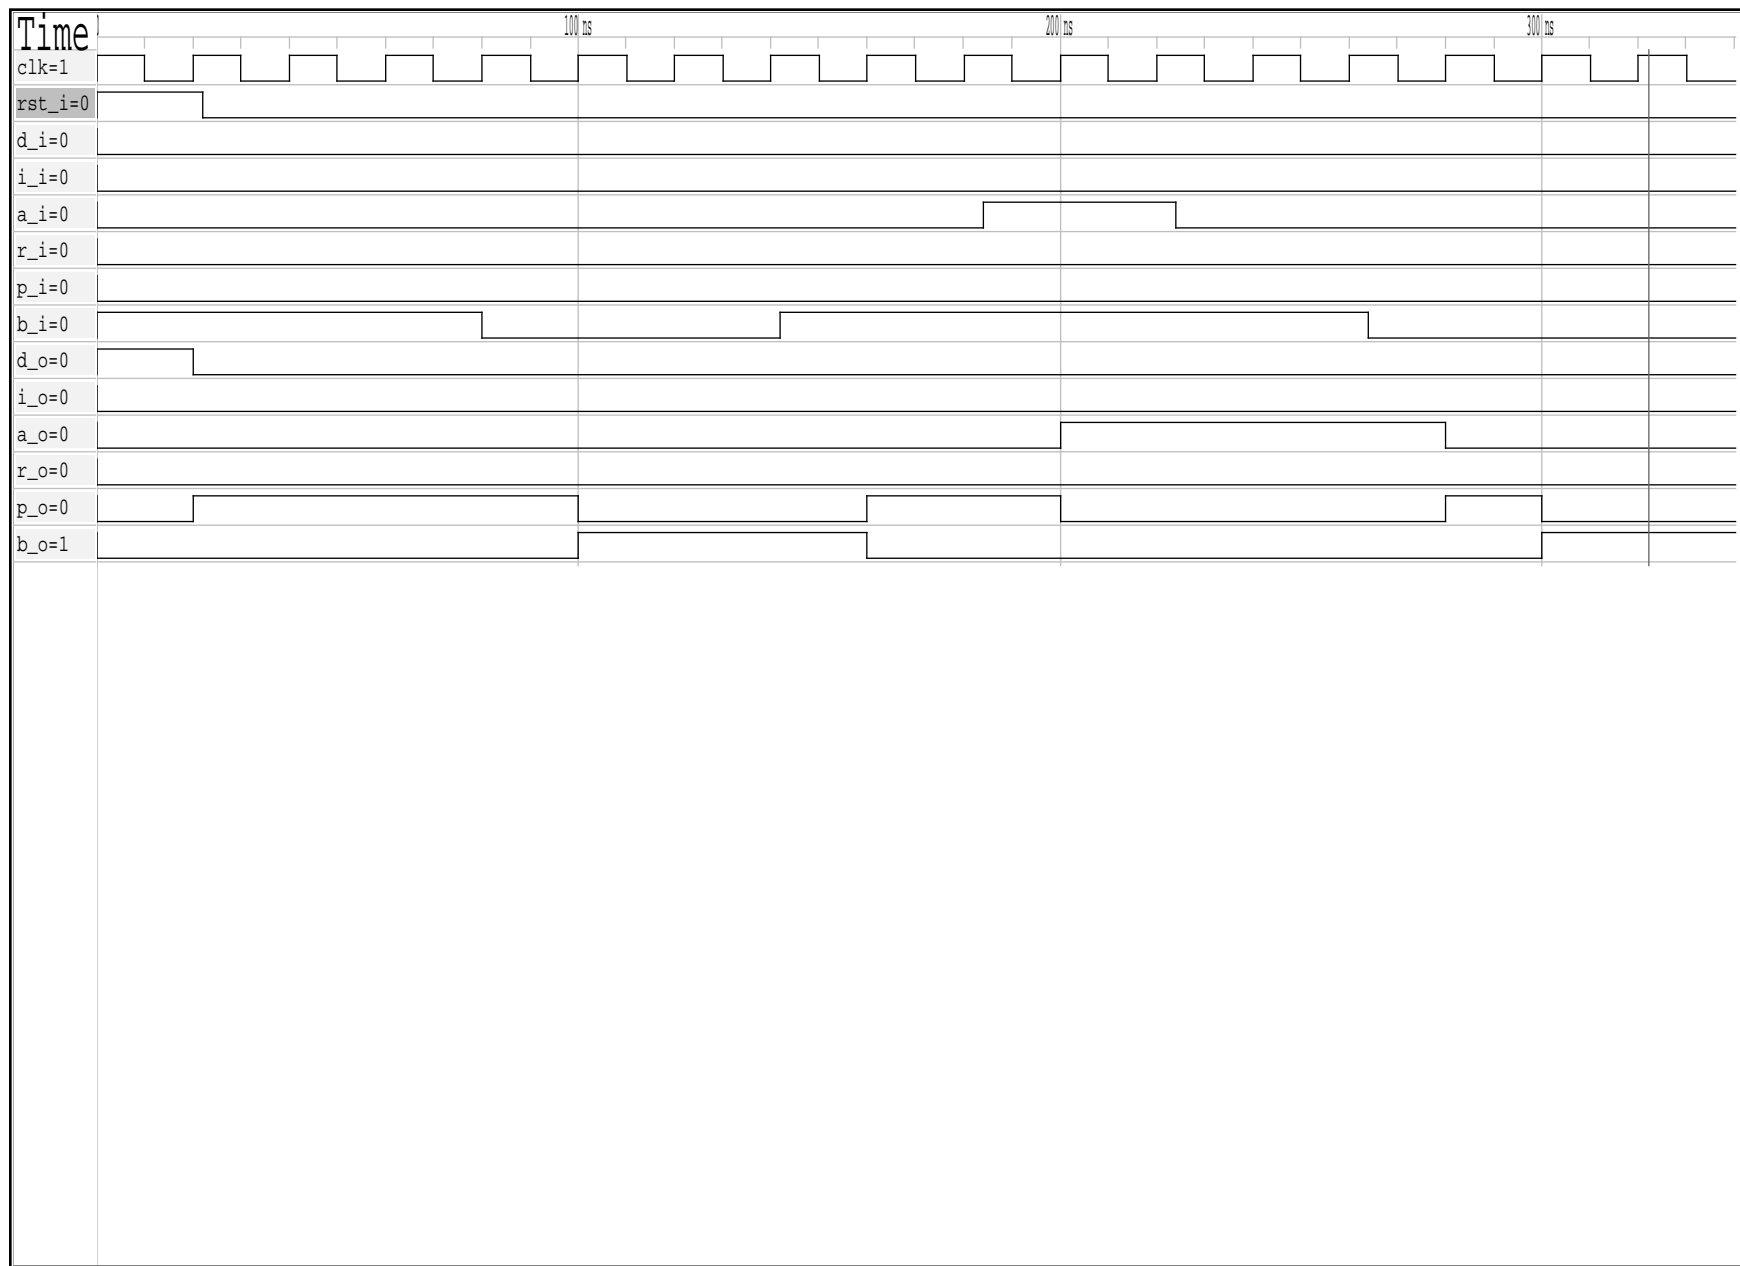 Time
100 ns
200 ns
300 ns
clk=1
rst_i=0
d_i=0
i_i=0
a_i=0
r_i=0
p_i=0
b_i=0
d_o=0
i_o=0
a_o=0
r_o=0
p_o=0
b_o=1